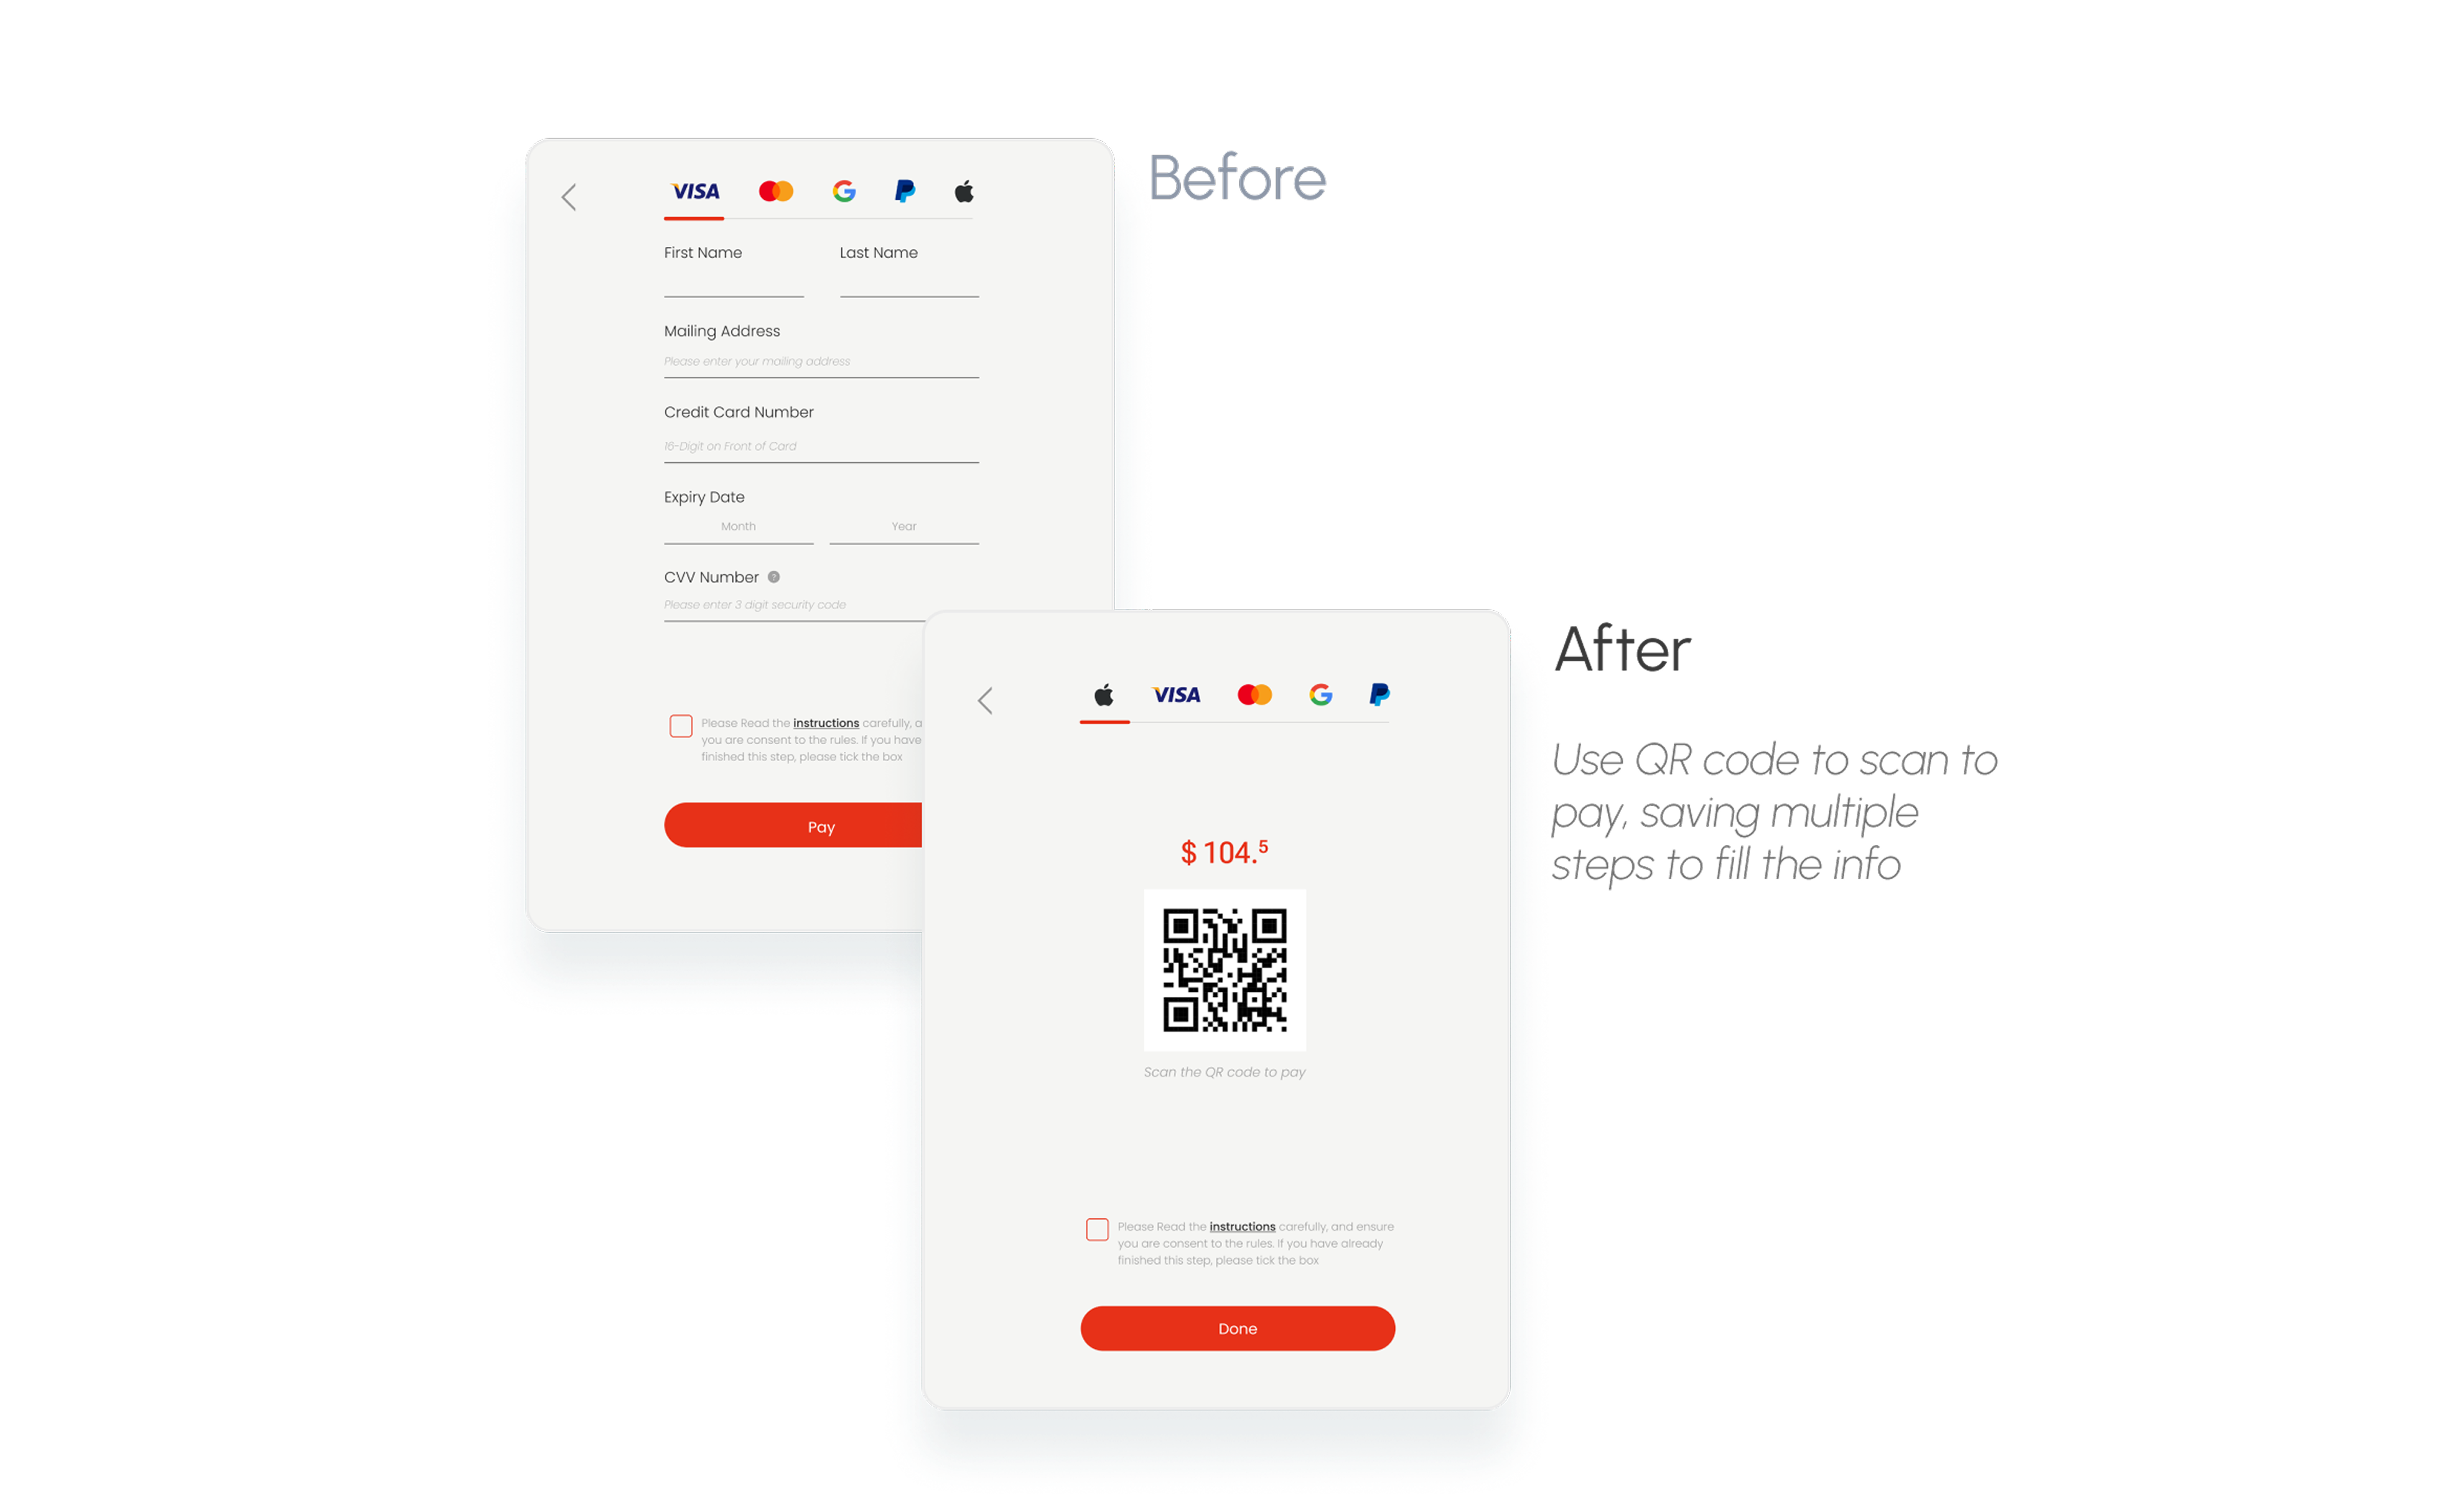 Before
VISA
First Name Last Name
Mailing Address
Please enter your mailing address
Credit Card Number
16-Digit on Front of Card
Expiry Date
Month Year
CVV Number ?
Please enter 3 digit security code
Please Read the instructions carefully, a
you are consent to the rules. If you have
finished this step, please tick the box
Pay
After
Use QR code to scan to
pay, saving multiple
steps to fill the info
VISA
$ 104.5
Scan the QR code to pay
Please Read the instructions carefully, and ensure
you are consent to the rules. If you have already
finished this step, please tick the box
Done